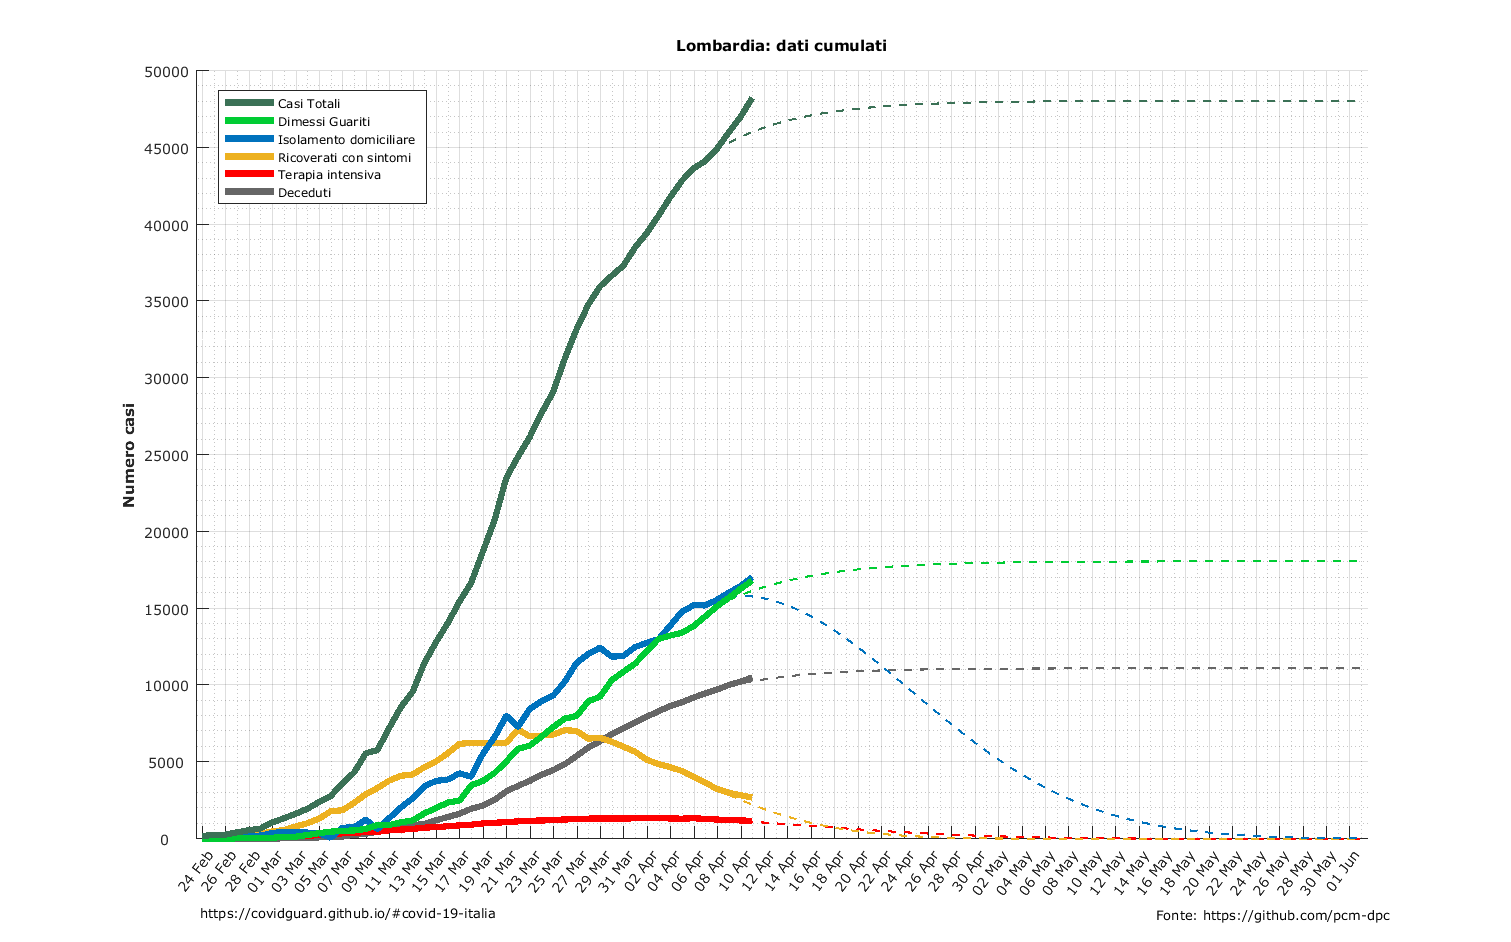 Lombardia: dati cumulati
50000
45000
40000
35000
30000
25000
20000
15000
10000
5000
0
Numero casi
Casi Totali
Dimessi Guariti
Isolamento domiciliare
Ricoverati con sintomi
Terapia intensiva
Deceduti
24 Feb
26 Feb
28 Feb
01 Mar
03 Mar
05 Mar
07 Mar
09 Mar
11 Mar
13 Mar
15 Mar
17 Mar
19 Mar
21 Mar
23 Mar
25 Mar
27 Mar
29 Mar
31 Mar
02 Apr
04 Apr
06 Apr
08 Apr
10 Apr
12 Apr
14 Apr
16 Apr
18 Apr
20 Apr
22 Apr
24 Apr
26 Apr
28 Apr
30 Apr
02 May
04 May
06 May
08 May
10 May
12 May
14 May
16 May
18 May
20 May
22 May
24 May
26 May
28 May
30 May
01 Jun
https://covidguard.github.io/#covid-19-italia
Fonte: https://github.com/pcm-dpc